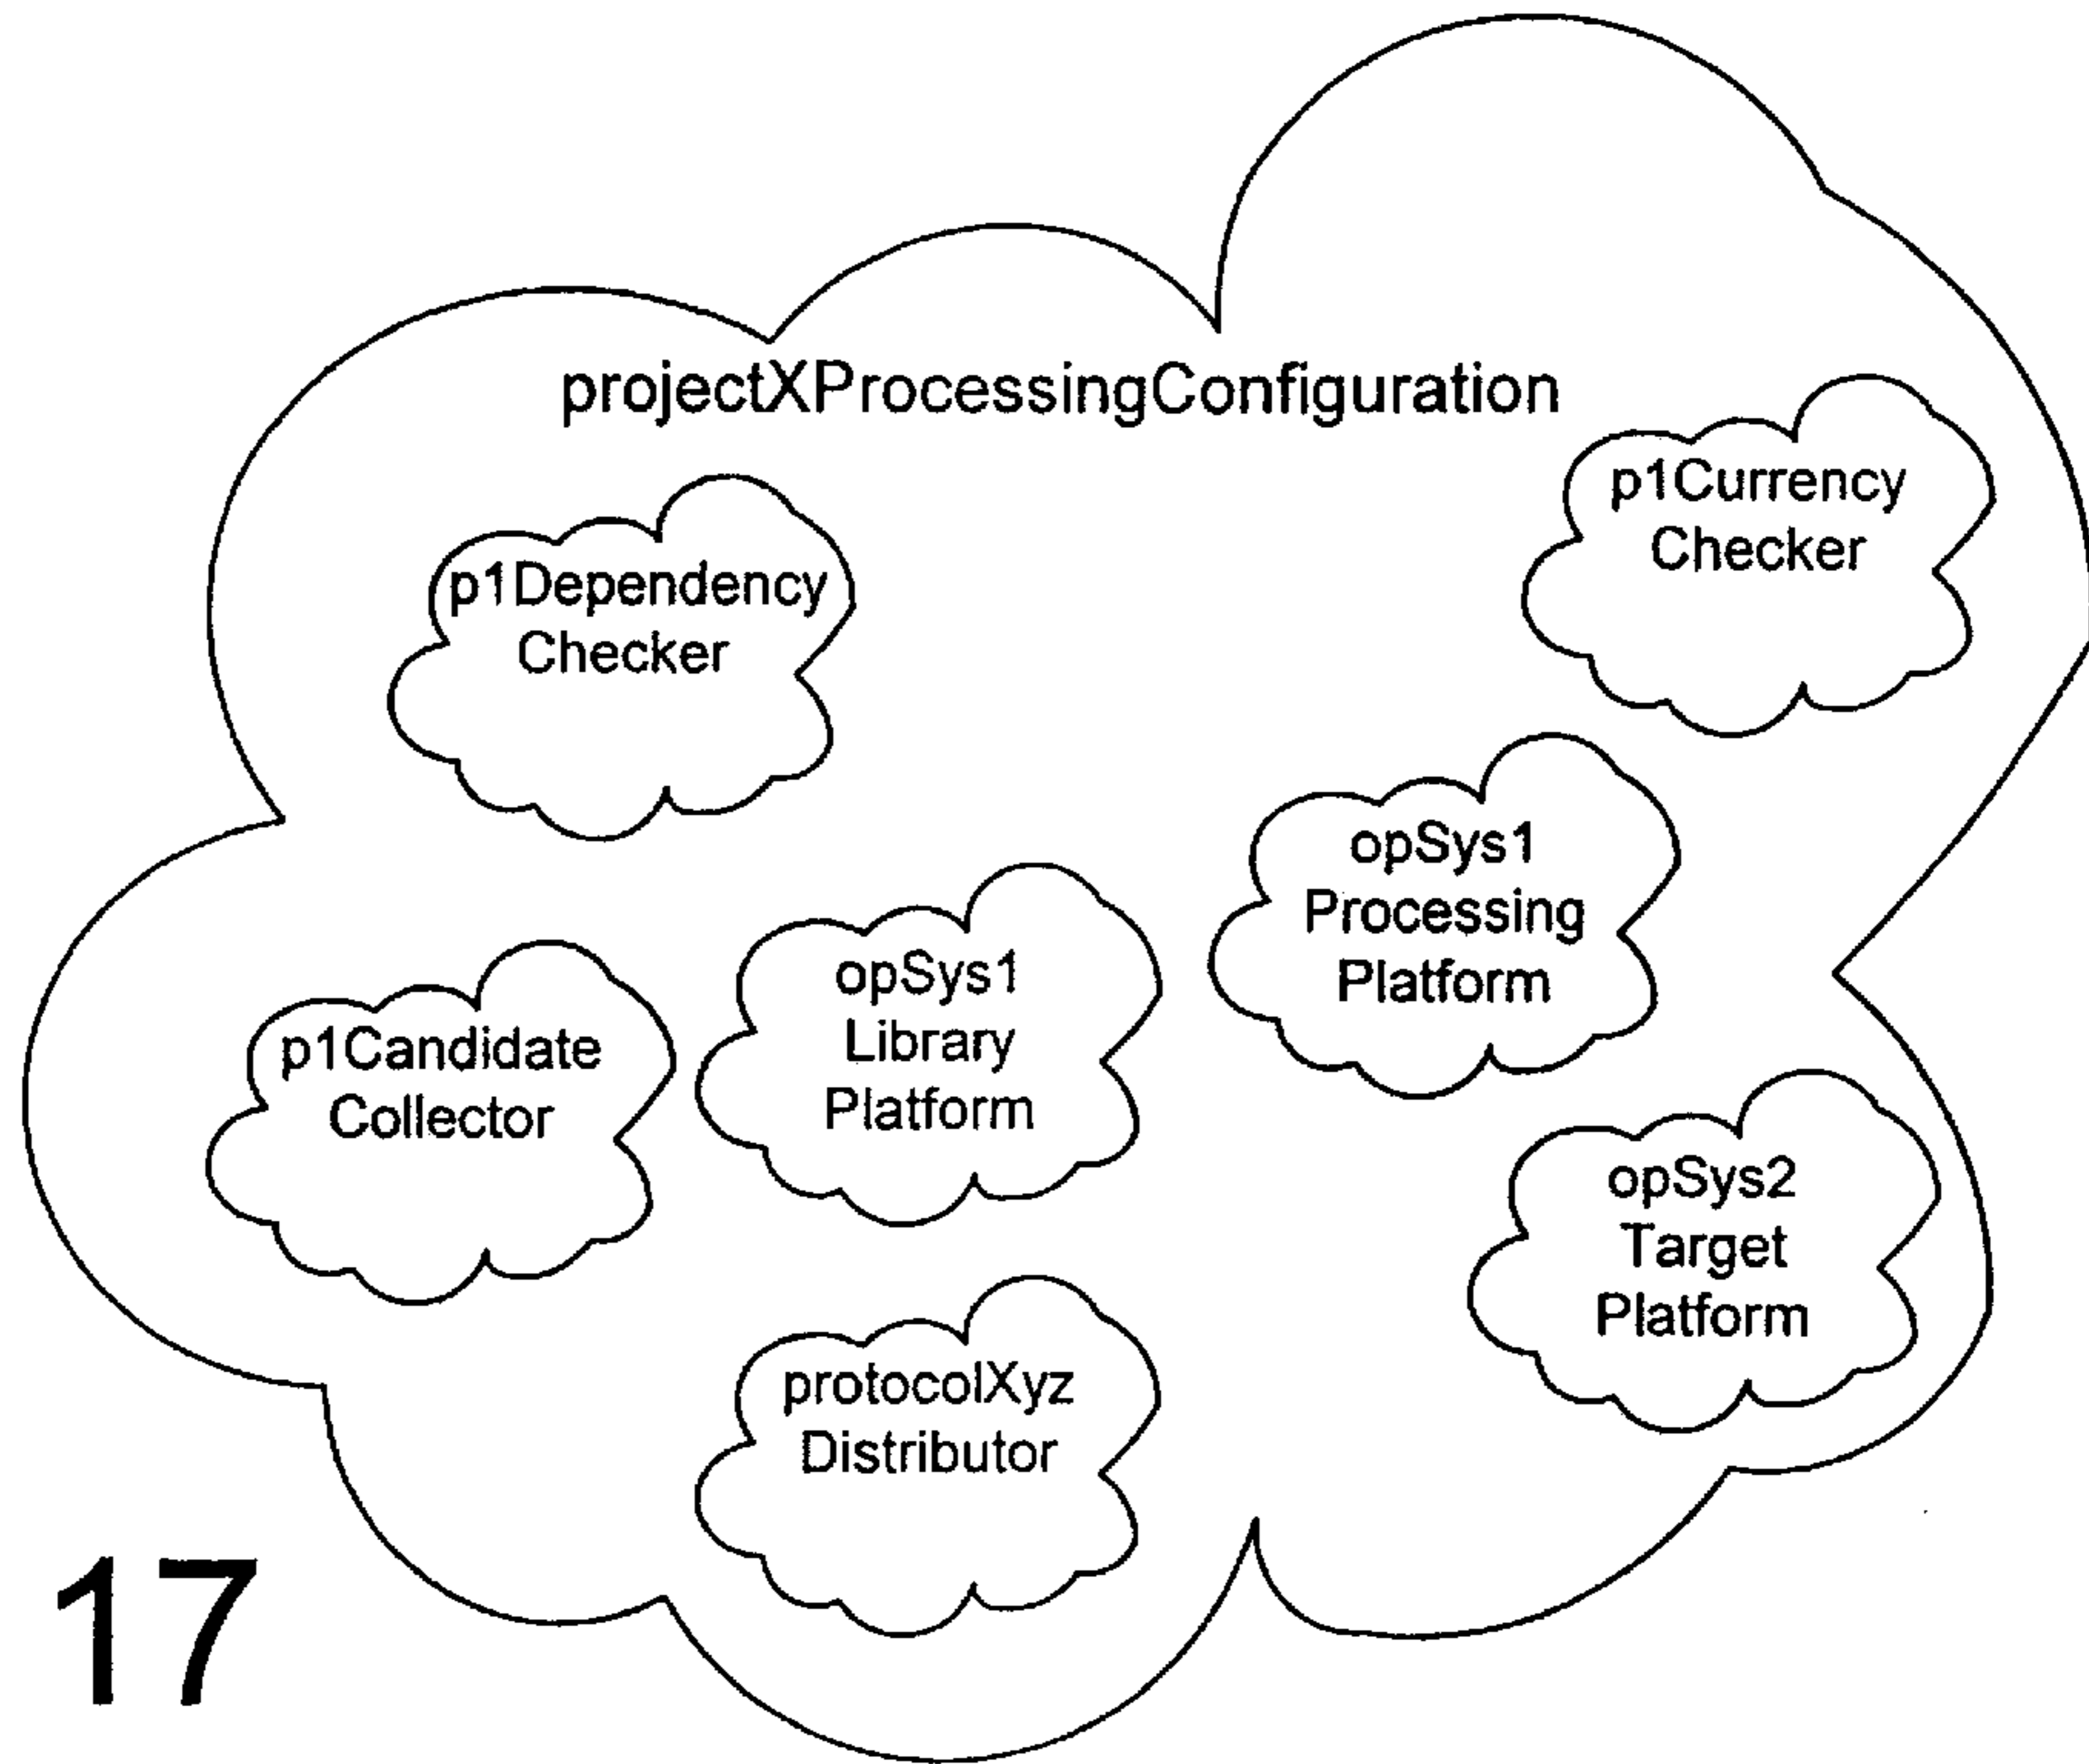 projectXProcessingConfiguration
p1Currency
Checker
p1Dependency
Checker
opSys1
Processing
Platform
opSys1
Library
Platform
p1Candidate
Collector
opSys2
Target
Platform
protocolXyz
Distributor
17